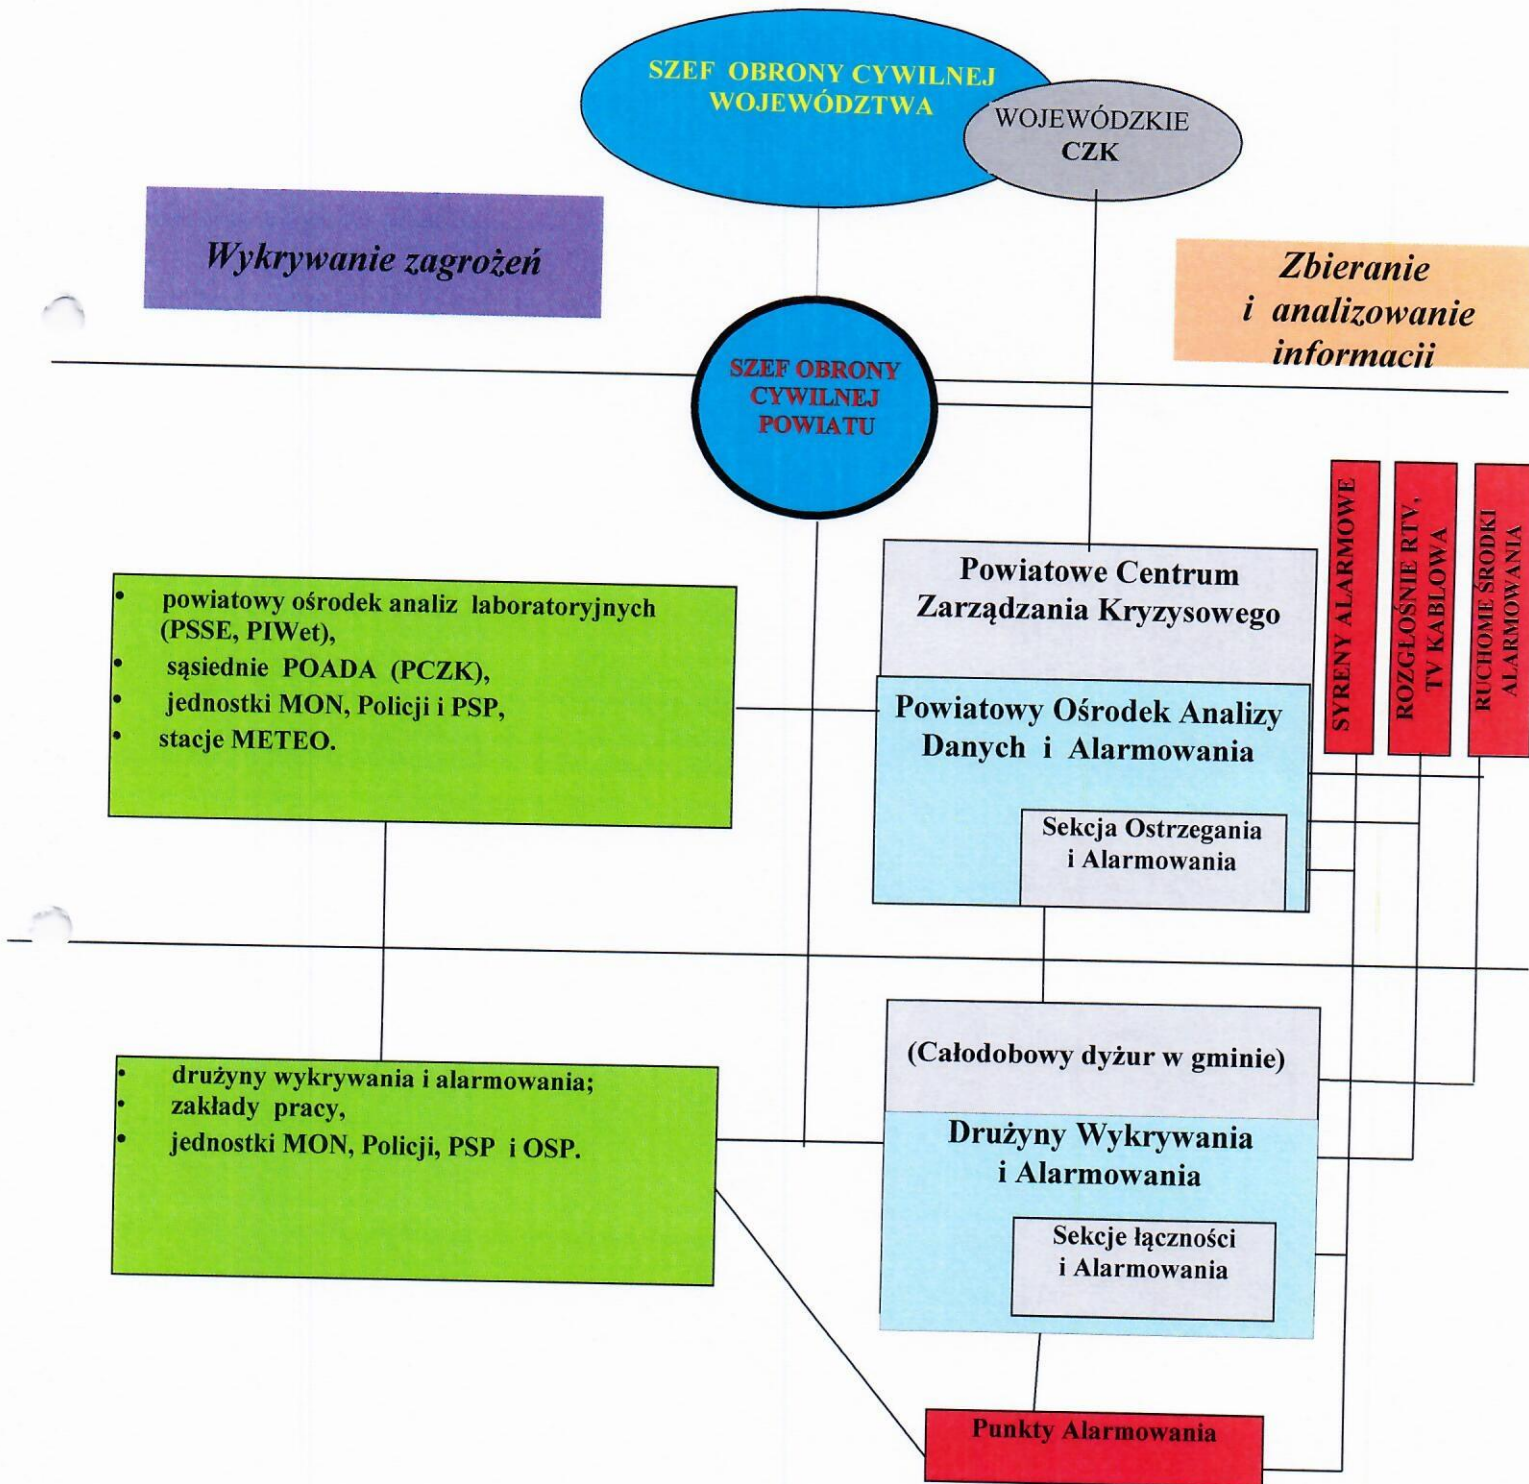 SZEF OBRONY CYWILNEJ
WOJEWÓDZTWA
WOJEWÓDZKIE
CZK
Wykrywanie zagrożeń
Zbieranie
i analizowanie
informacii
SZEF OBRONY
CYWILNEJ
POWIATU
SYRENY ALARMOWE
ROZGŁOŚNIE RTV,
TV KABLOWA
RUCHOME ŚRODKI
ALARMOWANIA
Powiatowe Centrum
Zarządzania Kryzysowego
• powiatowy ośrodek analiz laboratoryjnych
(PSSE, PIWet),
• sąsiednie POADA (PCZK),
• jednostki MON, Policji i PSP,
• stacje METEO.
Powiatowy Ośrodek Analizy
Danych i Alarmowania
Sekcja Ostrzegania
i Alarmowania
(Całodobowy dyżur w gminie)
• drużyny wykrywania i alarmowania;
• zakłady pracy,
• jednostki MON, Policji, PSP i OSP.
Drużyny Wykrywania
i Alarmowania
Sekcje łączności
i Alarmowania
Punkty Alarmowania